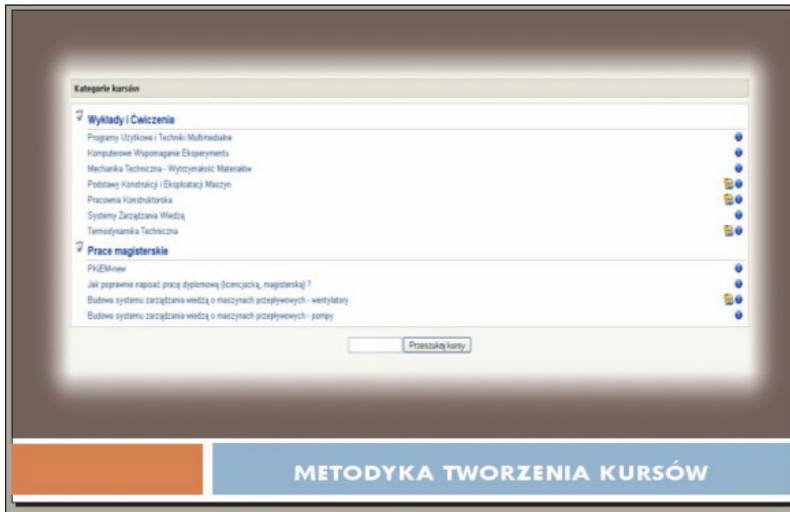 Kategorie kursów
Wykłady i Ćwiczenia
Programy Użytkowe i Techniki Multimedialne
Komputerowe Wspomaganie Eksperymentu
Mechanika Techniczna - Wytrzymałość Materiałów
Podstawy Konstrukcji i Eksploatacji Maszyn
Pracownia Konstruktorska
Systemy Zarządzania Wiedzą
Termodynamika Techniczna
Prace magisterskie
PKiEM-new
Jak poprawnie napisać pracę dyplomową (licencjacką, magisterską) ?
Budowa systemu zarządzania wiedzą o maszynach przepływowych - wentylatory
Budowa systemu zarządzania wiedzą o maszynach przepływowych - pompy
Przeszukaj kursy
METODYKA TWORZENIA KURSÓW